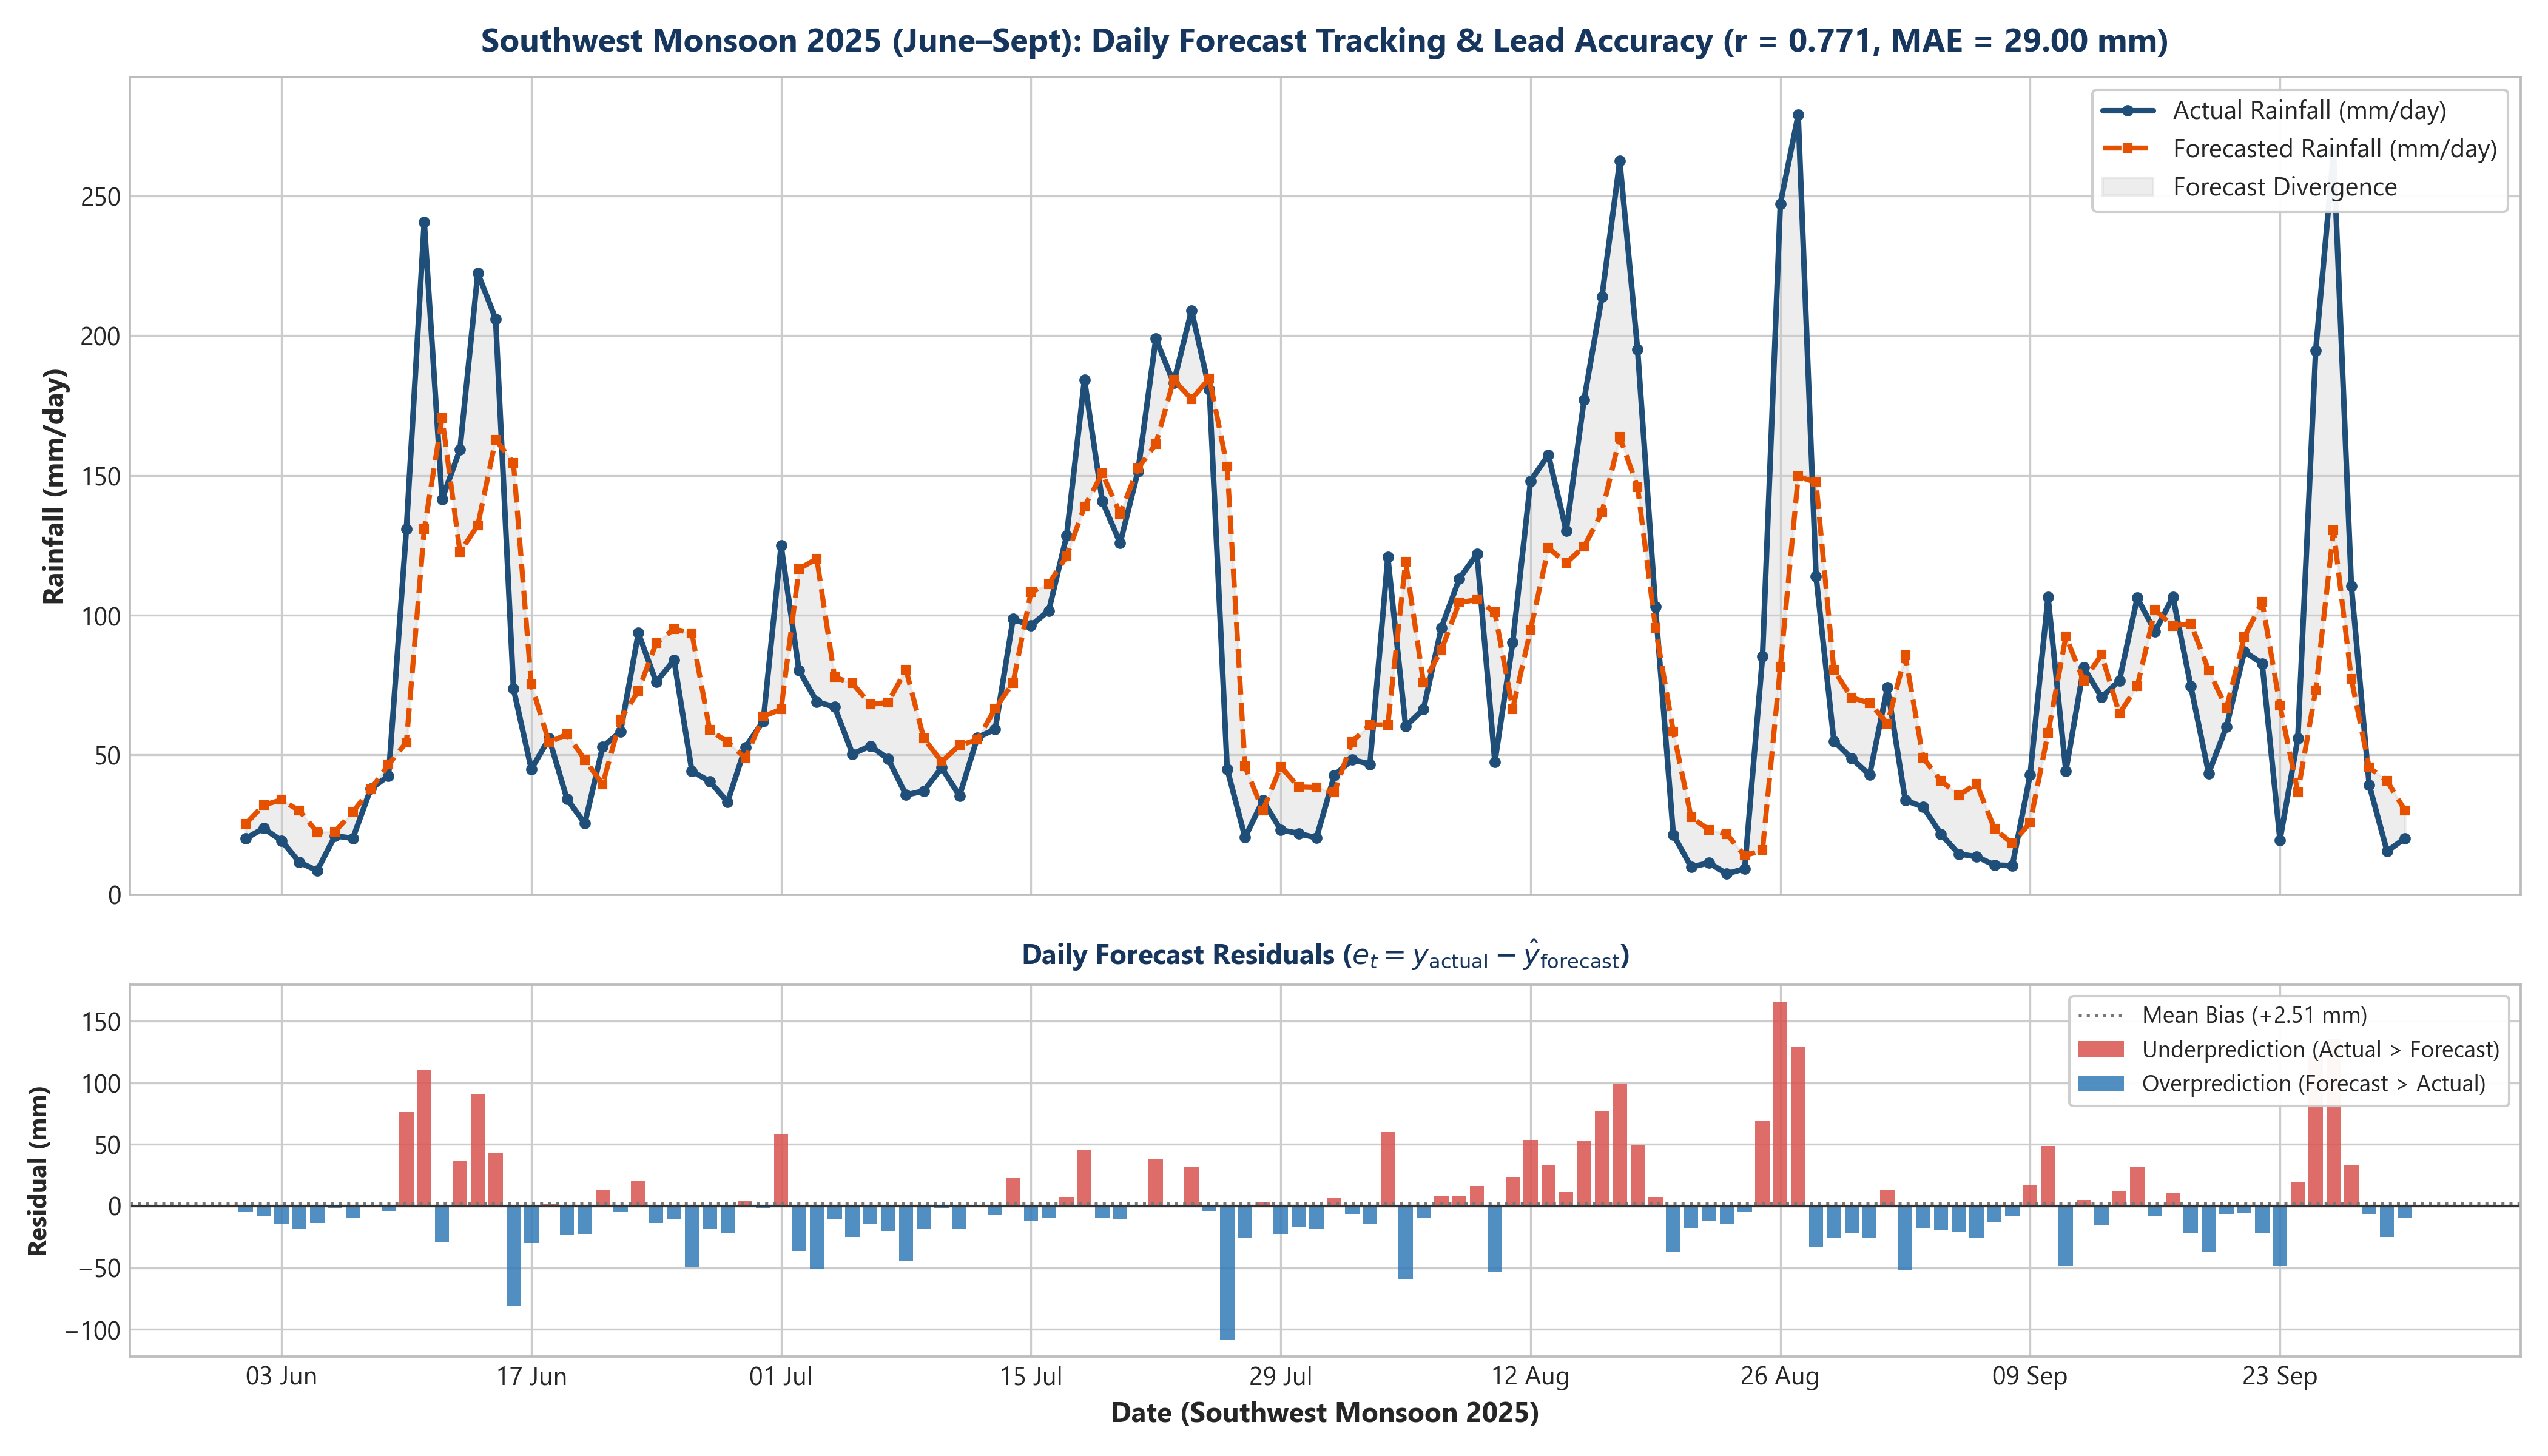 Southwest Monsoon 2025 (June–Sept): Daily Forecast Tracking & Lead Accuracy (r = 0.771, MAE = 29.00 mm)
Actual Rainfall (mm/day)
Forecasted Rainfall (mm/day)
Forecast Divergence
Rainfall (mm/day)
250
200
150
100
50
0
Daily Forecast Residuals (e_t = y_actual − ŷ_forecast)
Mean Bias (+2.51 mm)
Underprediction (Actual > Forecast)
Overprediction (Forecast > Actual)
Residual (mm)
150
100
50
0
−50
−100
03 Jun 17 Jun 01 Jul 15 Jul 29 Jul 12 Aug 26 Aug 09 Sep 23 Sep
Date (Southwest Monsoon 2025)